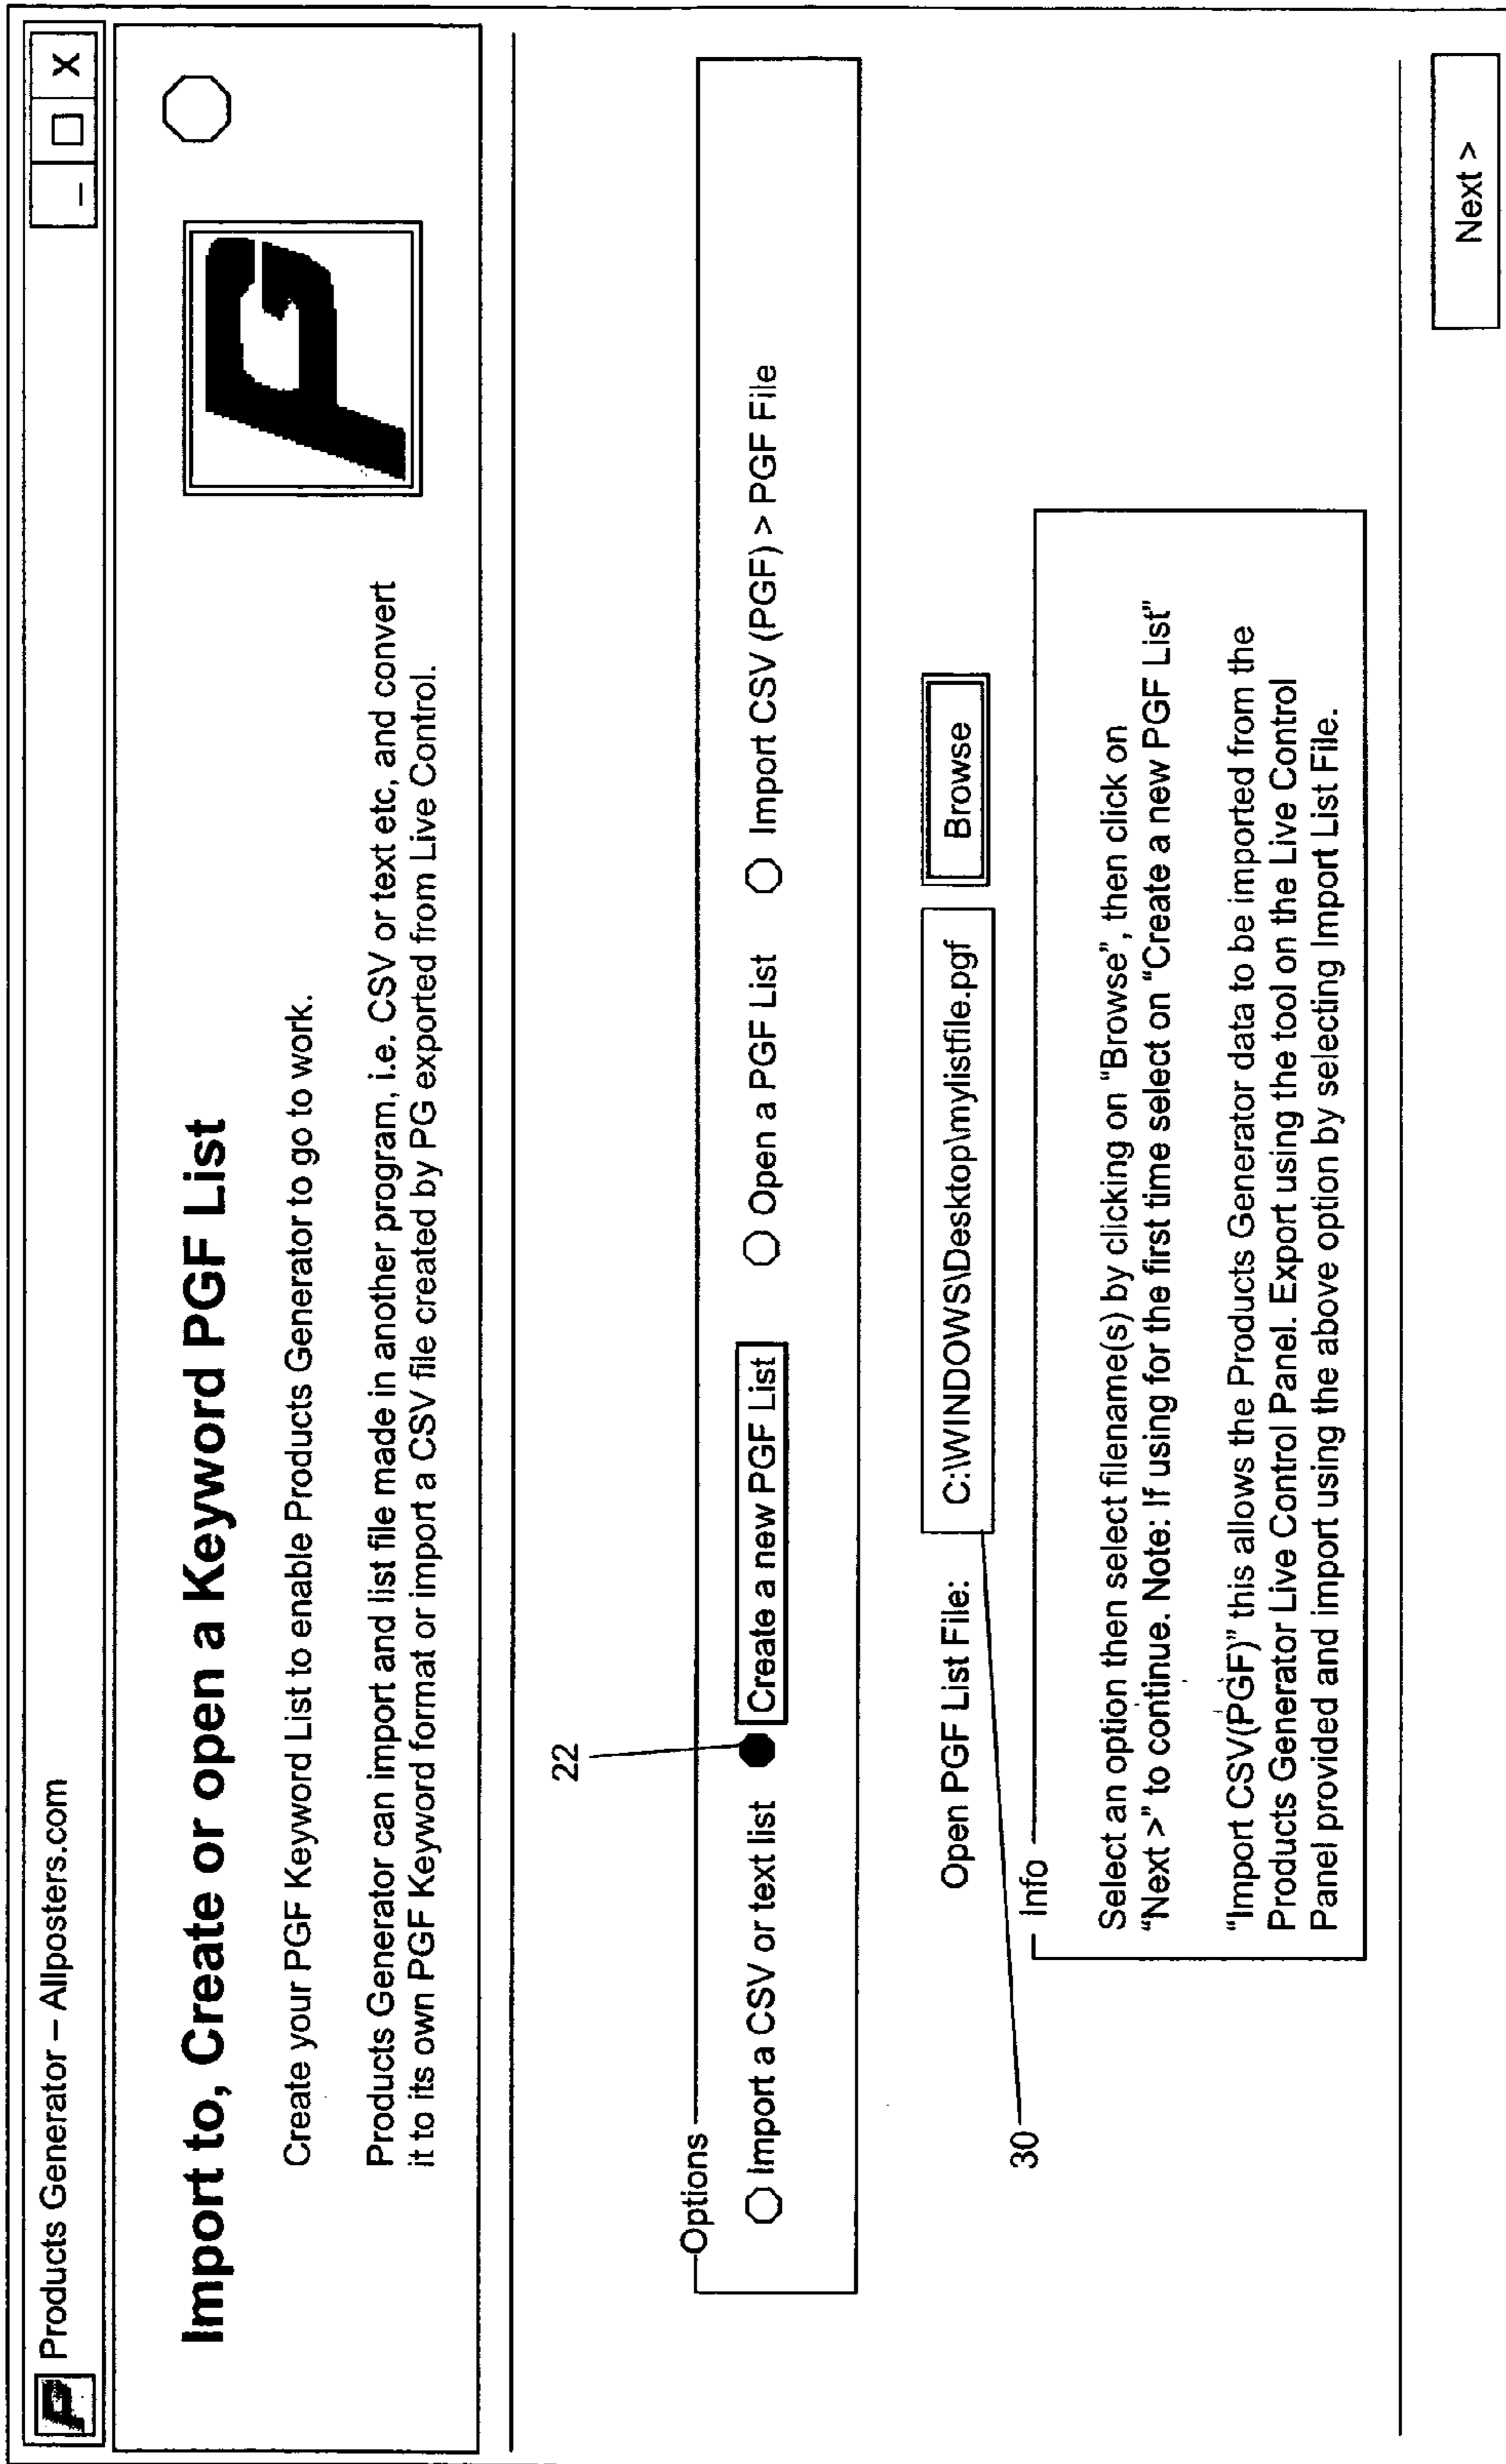 Products Generator – Allposters.com
_ □ X
Import to, Create or open a Keyword PGF List
Create your PGF Keyword List to enable Products Generator to go to work.
Products Generator can import and list file made in another program, i.e. CSV or text etc, and convert
it to its own PGF Keyword format or import a CSV file created by PG exported from Live Control.
PG
22
Options
Import a CSV or text list
Create a new PGF List
Open a PGF List
Import CSV (PGF) > PGF File
Open PGF List File:
C:\WINDOWS\Desktop\mylistfile.pgf
Browse
30
Info
Select an option then select filename(s) by clicking on "Browse", then click on
"Next >" to continue. Note: If using for the first time select on "Create a new PGF List"
"Import CSV(PGF)" this allows the Products Generator data to be imported from the
Products Generator Live Control Panel. Export using the tool on the Live Control
Panel provided and import using the above option by selecting Import List File.
Next >